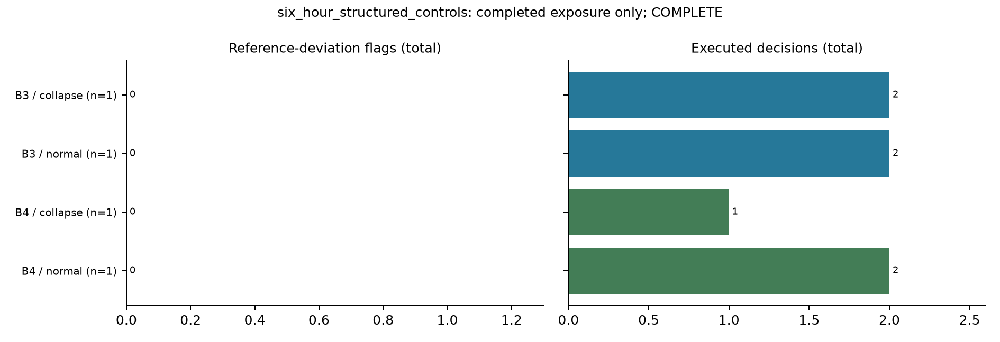 six_hour_structured_controls: completed exposure only; COMPLETE
Reference-deviation flags (total)
B3 / collapse (n=1)
0
B3 / normal (n=1)
0
B4 / collapse (n=1)
0
B4 / normal (n=1)
0
0.0 0.2 0.4 0.6 0.8 1.0 1.2
Executed decisions (total)
2
2
1
2
0.0 0.5 1.0 1.5 2.0 2.5